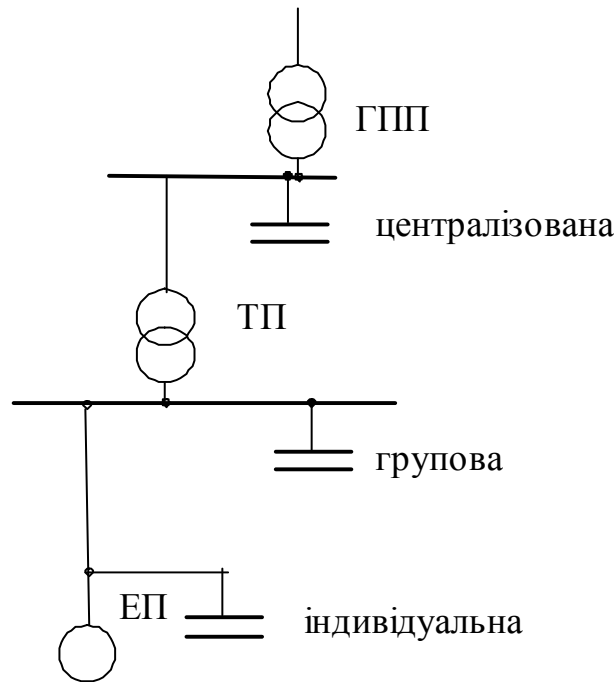 ГПП
централізована
ТП
групова
ЕП
індивідуальна